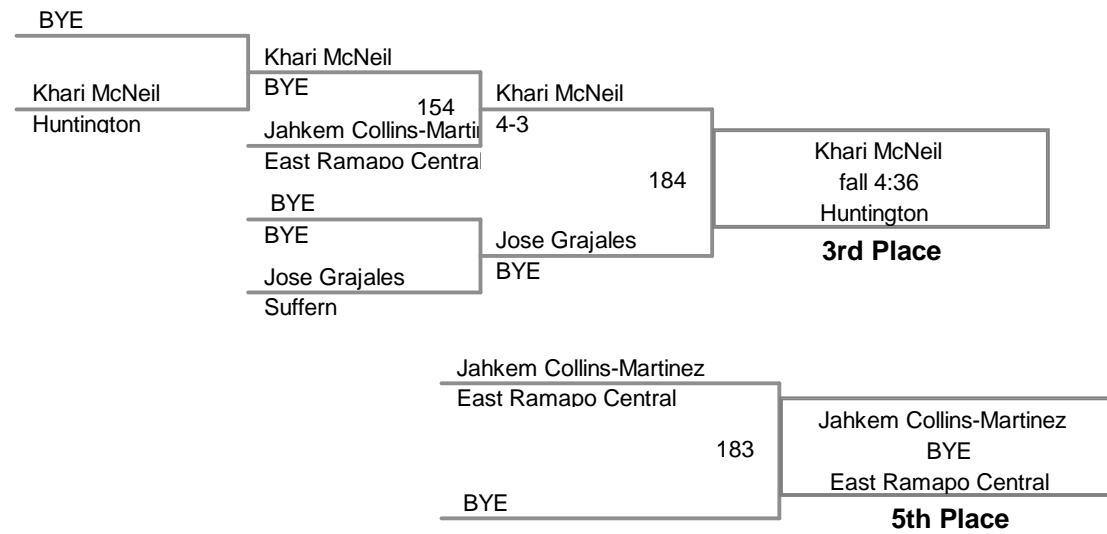 BYE
Khari McNeil
Huntington
Khari McNeil
BYE
154
Jahkem Collins-Marti
East Ramapo Central
BYE
BYE
Jose Grajales
Suffern
Khari McNeil
4-3
184
Jose Grajales
BYE
Khari McNeil
fall 4:36
Huntington
3rd Place
Jahkem Collins-Martinez
East Ramapo Central
183
BYE
Jahkem Collins-Martinez
BYE
East Ramapo Central
5th Place